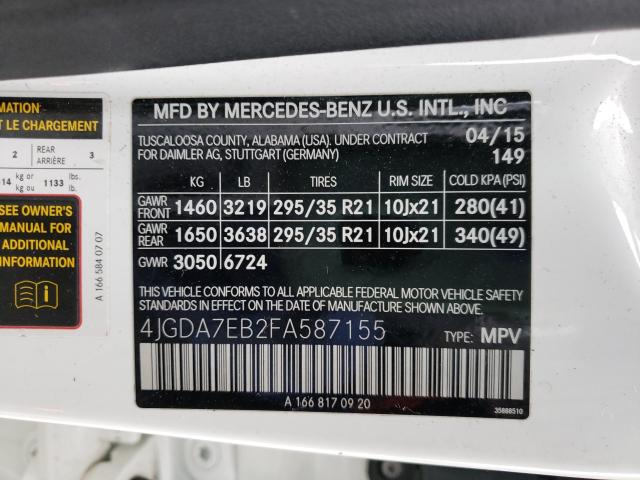 MATION
T LE CHARGEMENT
2 REAR ARRIÈRE 3
14 kg or kg ou 1133 lbs. lb.
SEE OWNER'S
MANUAL FOR
ADDITIONAL
INFORMATION
A 166 584 07 07
MFD BY MERCEDES-BENZ U.S. INTL., INC
TUSCALOOSA COUNTY, ALABAMA (USA). UNDER CONTRACT 04/15
FOR DAIMLER AG, STUTTGART (GERMANY) 149
KG LB TIRES RIM SIZE COLD KPA(PSI)
GAWR FRONT 1460 3219 295/35 R21 10Jx21 280(41)
GAWR REAR 1650 3638 295/35 R21 10Jx21 340(49)
GVWR 3050 6724
THIS VEHICLE CONFORMS TO ALL APPLICABLE FEDERAL MOTOR VEHICLE SAFETY
STANDARDS IN EFFECT ON THE DATE OF MANUFACTURE SHOWN ABOVE.
4JGDA7EB2FA587155 TYPE: MPV
A 166 817 09 20
35888510